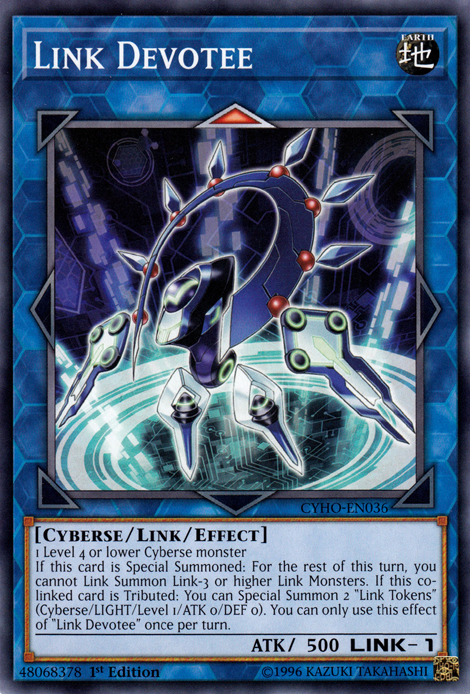 LINK DEVOTEE
EARTH
地
CYHO-EN036
[CYBERSE/LINK/EFFECT]
1 Level 4 or lower Cyberse monster
If this card is Special Summoned: For the rest of this turn, you
cannot Link Summon Link-3 or higher Link Monsters. If this co-
linked card is Tributed: You can Special Summon 2 "Link Tokens"
(Cyberse/LIGHT/Level 1/ATK 0/DEF 0). You can only use this effect
of "Link Devotee" once per turn.
ATK/ 500 LINK-1
48068378 1st Edition ©1996 KAZUKI TAKAHASHI